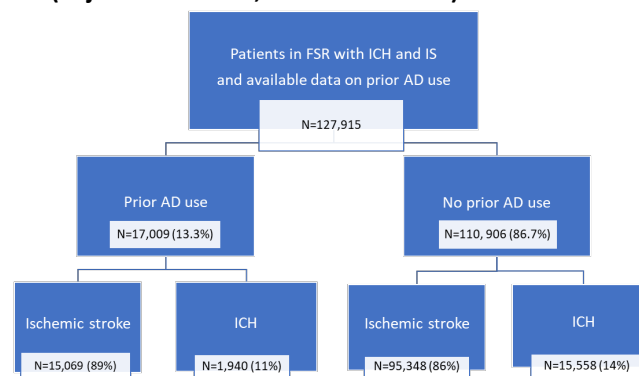 Patients in FSR with ICH and IS
and available data on prior AD use
N=127,915
Prior AD use
N=17,009 (13.3%)
No prior AD use
N=110, 906 (86.7%)
Ischemic stroke
N=15,069 (89%)
ICH
N=1,940 (11%)
Ischemic stroke
N=95,348 (86%)
ICH
N=15,558 (14%)